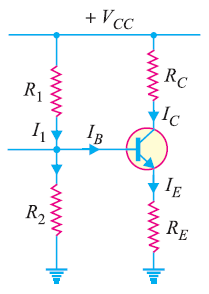 + V_CC
R_1 R_C
I_1 I_B I_C
I_E
R_2 R_E